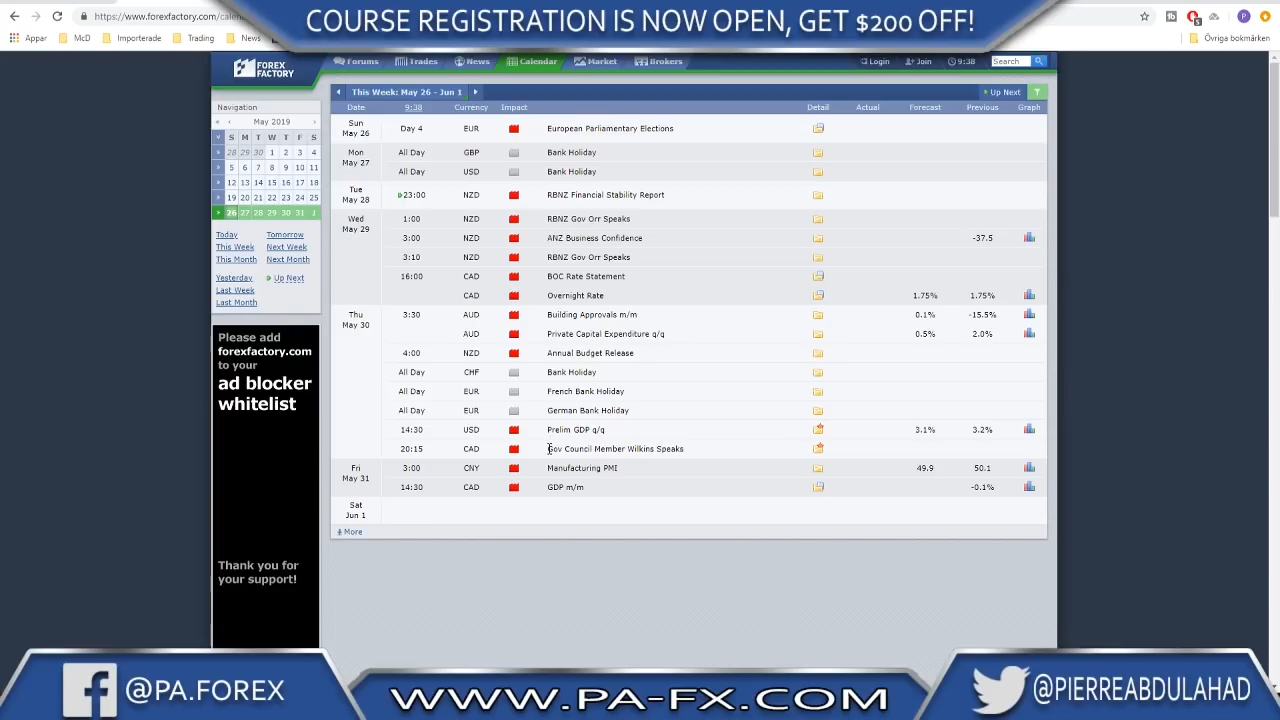 COURSE REGISTRATION IS NOW OPEN, GET $200 OFF!
https://www.forexfactory.com/cale
Appar McD Importerade Trading News Övriga bokmärken
FOREX FACTORY Forums Trades News Calendar Market Brokers Login Join 9:38 Search
Navigation
« ‹ May 2019 ›
S M T W T F S
28 29 30 1 2 3 4
5 6 7 8 9 10 11
12 13 14 15 16 17 18
19 20 21 22 23 24 25
26 27 28 29 30 31 1
Today Tomorrow
This Week Next Week
This Month Next Month
Yesterday Up Next
Last Week
Last Month
Please add
forexfactory.com
to your
ad blocker
whitelist
Thank you for
your support!
This Week: May 26 - Jun 1 Up Next
Date 9:38 Currency Impact Detail Actual Forecast Previous Graph
Sun May 26 Day 4 EUR European Parliamentary Elections
Mon May 27 All Day GBP Bank Holiday
All Day USD Bank Holiday
Tue May 28 23:00 NZD RBNZ Financial Stability Report
Wed May 29 1:00 NZD RBNZ Gov Orr Speaks
3:00 NZD ANZ Business Confidence -37.5
3:10 NZD RBNZ Gov Orr Speaks
16:00 CAD BOC Rate Statement
CAD Overnight Rate 1.75% 1.75%
Thu May 30 3:30 AUD Building Approvals m/m 0.1% -15.5%
AUD Private Capital Expenditure q/q 0.5% 2.0%
4:00 NZD Annual Budget Release
All Day CHF Bank Holiday
All Day EUR French Bank Holiday
All Day EUR German Bank Holiday
14:30 USD Prelim GDP q/q 3.1% 3.2%
20:15 CAD Gov Council Member Wilkins Speaks
Fri May 31 3:00 CNY Manufacturing PMI 49.9 50.1
14:30 CAD GDP m/m -0.1%
Sat Jun 1
More
@PA.FOREX
WWW.PA-FX.COM
@PIERREABDULAHAD